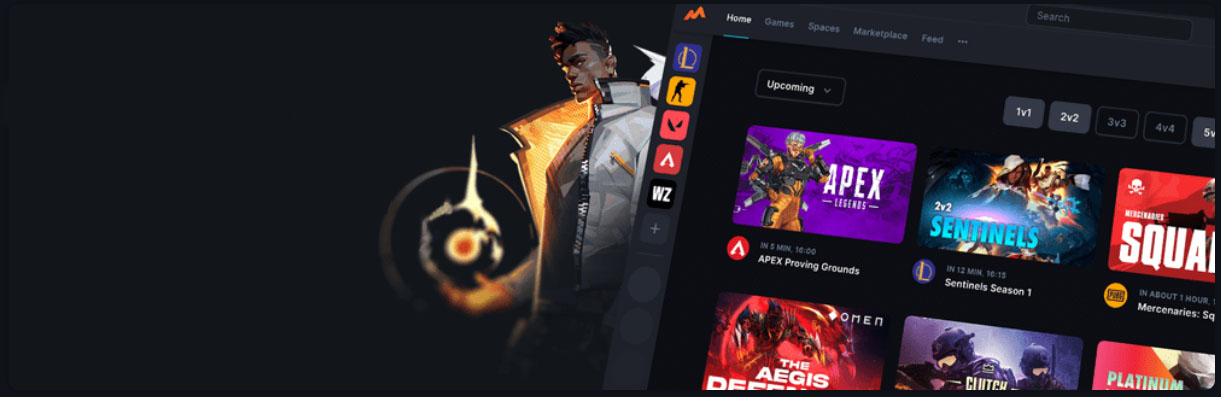 Home Games Spaces Marketplace Feed ···
Search
Upcoming
1v1 2v2 3v3 4v4
WZ
APEX
LEGENDS
IN 5 MIN, 16:00
APEX Proving Grounds
2v2
SENTINELS
IN 12 MIN, 16:15
Sentinels Season 1
MERCENARIES
SQUA
PUBG
IN ABOUT 1 HOUR, 1
Mercenaries: Sq
OMEN
THE
AEGIS
CLUTCH
PLATINUM